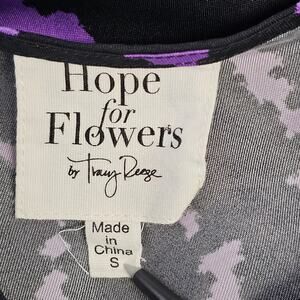 Hope
for
Flowers
by Tracy Reese
Made
in
China
S